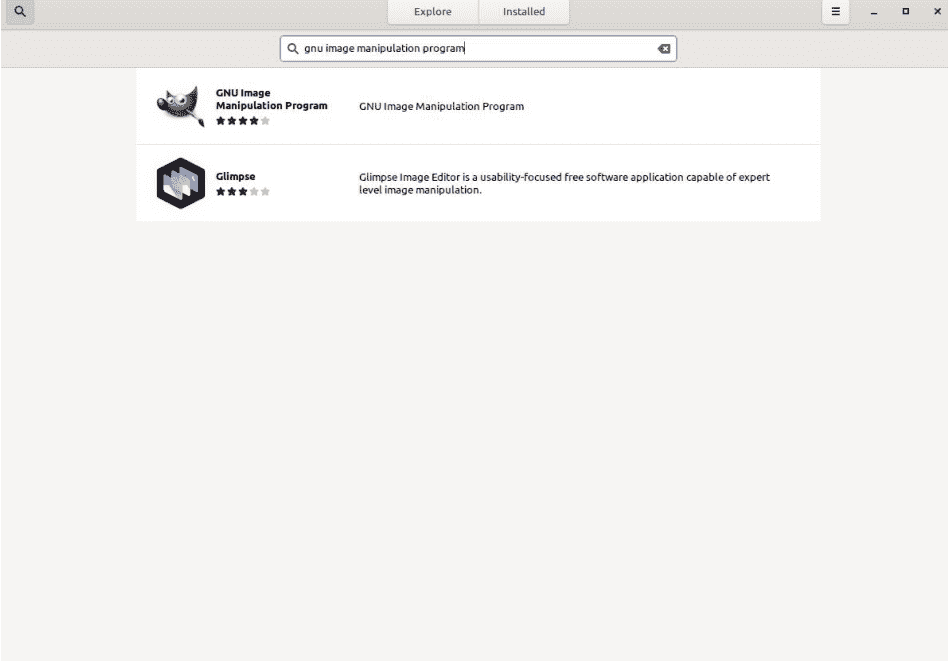 Explore Installed
gnu image manipulation program
GNU Image
Manipulation Program
GNU Image Manipulation Program
Glimpse
Glimpse Image Editor is a usability-focused free software application capable of expert
level image manipulation.